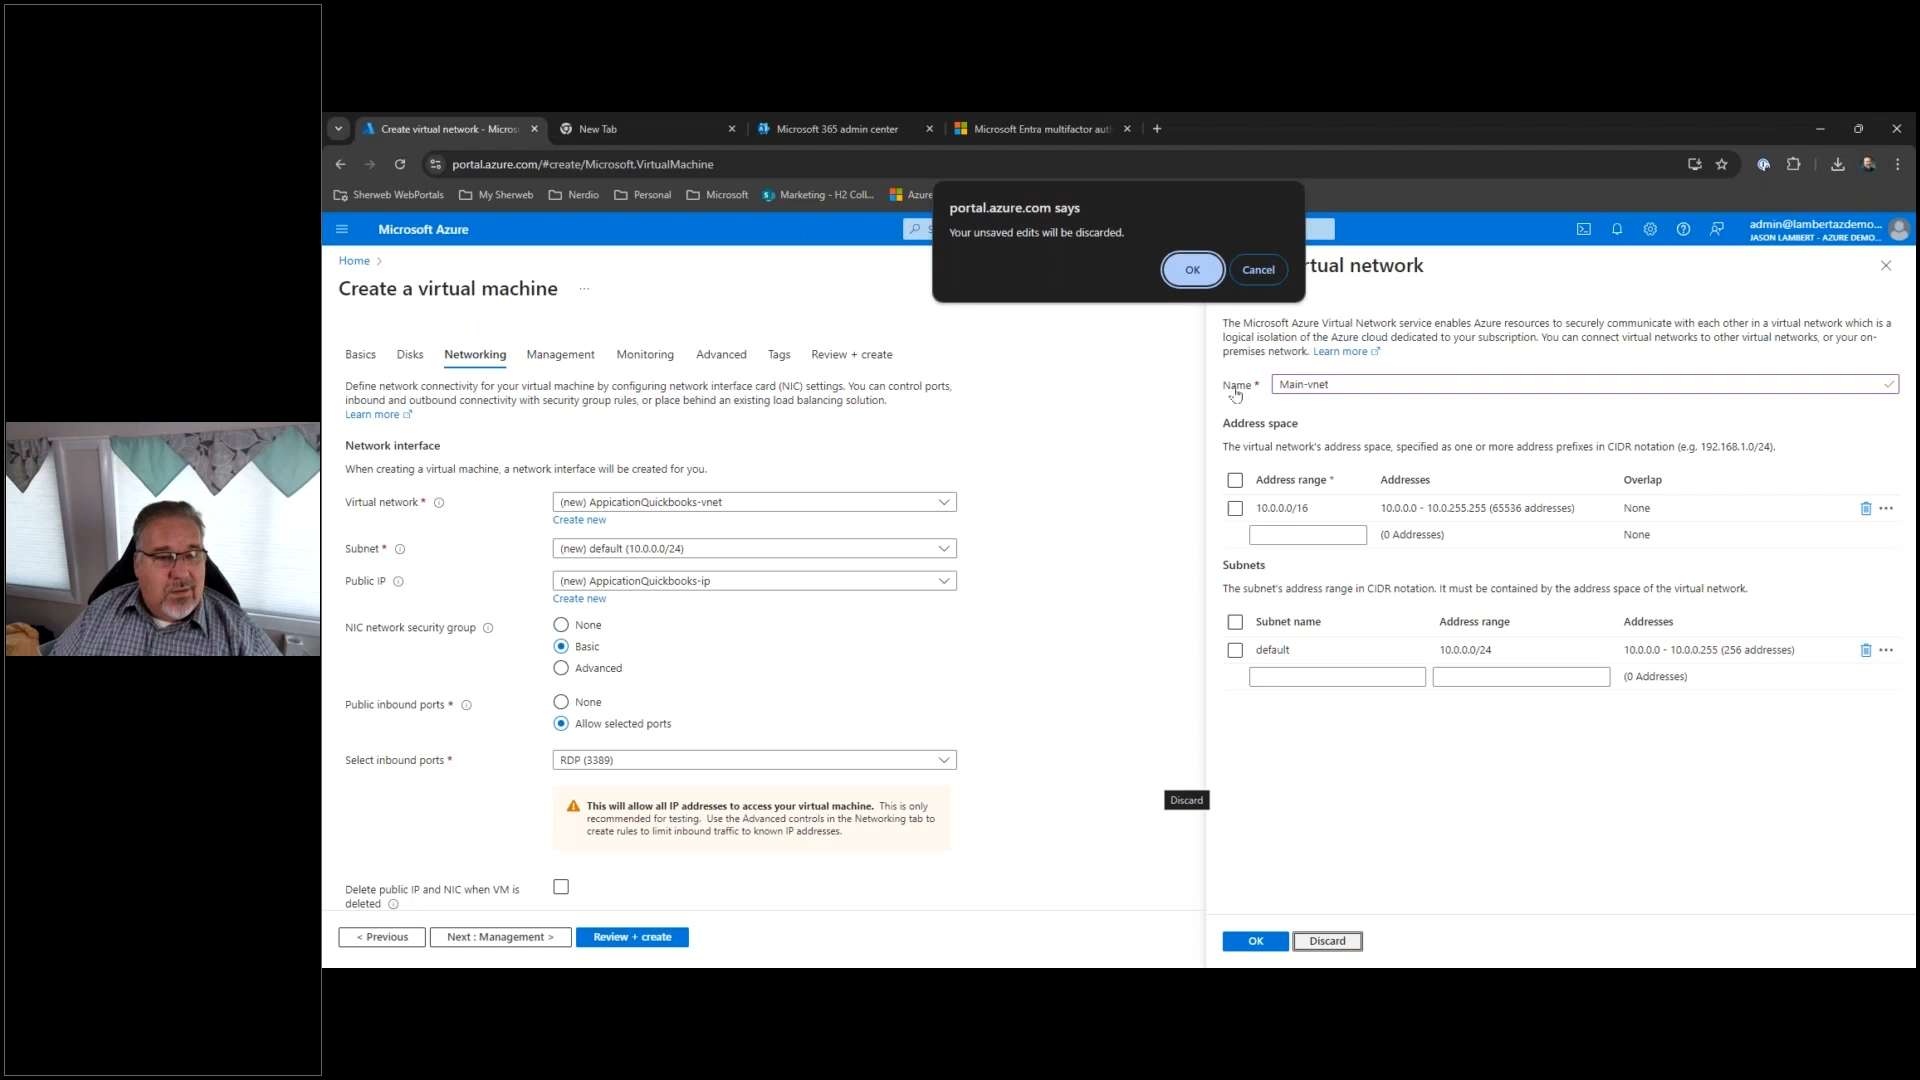 Create virtual network - Micros
New Tab
Microsoft 365 admin center
Microsoft Entra multifactor aut
portal.azure.com/#create/Microsoft.VirtualMachine
Sherweb WebPortals
My Sherweb
Nerdio
Personal
Microsoft
Marketing - H2 Coll...
Azure
portal.azure.com says
Your unsaved edits will be discarded.
OK
Cancel
Microsoft Azure
admin@lambertazdemo...
JASON LAMBERT - AZURE DEMO...
Home >
Create a virtual machine ...
Basics
Disks
Networking
Management
Monitoring
Advanced
Tags
Review + create
Define network connectivity for your virtual machine by configuring network interface card (NIC) settings. You can control ports,
inbound and outbound connectivity with security group rules, or place behind an existing load balancing solution.
Learn more
Network interface
When creating a virtual machine, a network interface will be created for you.
Virtual network *
(new) AppicationQuickbooks-vnet
Create new
Subnet *
(new) default (10.0.0.0/24)
Public IP
(new) AppicationQuickbooks-ip
Create new
NIC network security group
None
Basic
Advanced
Public inbound ports *
None
Allow selected ports
Select inbound ports *
RDP (3389)
This will allow all IP addresses to access your virtual machine. This is only
recommended for testing. Use the Advanced controls in the Networking tab to
create rules to limit inbound traffic to known IP addresses.
Delete public IP and NIC when VM is
deleted
< Previous
Next : Management >
Review + create
rtual network
The Microsoft Azure Virtual Network service enables Azure resources to securely communicate with each other in a virtual network which is a
logical isolation of the Azure cloud dedicated to your subscription. You can connect virtual networks to other virtual networks, or your on-
premises network. Learn more
Name *
Main-vnet
Address space
The virtual network's address space, specified as one or more address prefixes in CIDR notation (e.g. 192.168.1.0/24).
Address range *
Addresses
Overlap
10.0.0.0/16
10.0.0.0 - 10.0.255.255 (65536 addresses)
None
(0 Addresses)
None
Subnets
The subnet's address range in CIDR notation. It must be contained by the address space of the virtual network.
Subnet name
Address range
Addresses
default
10.0.0.0/24
10.0.0.0 - 10.0.0.255 (256 addresses)
(0 Addresses)
Discard
OK
Discard